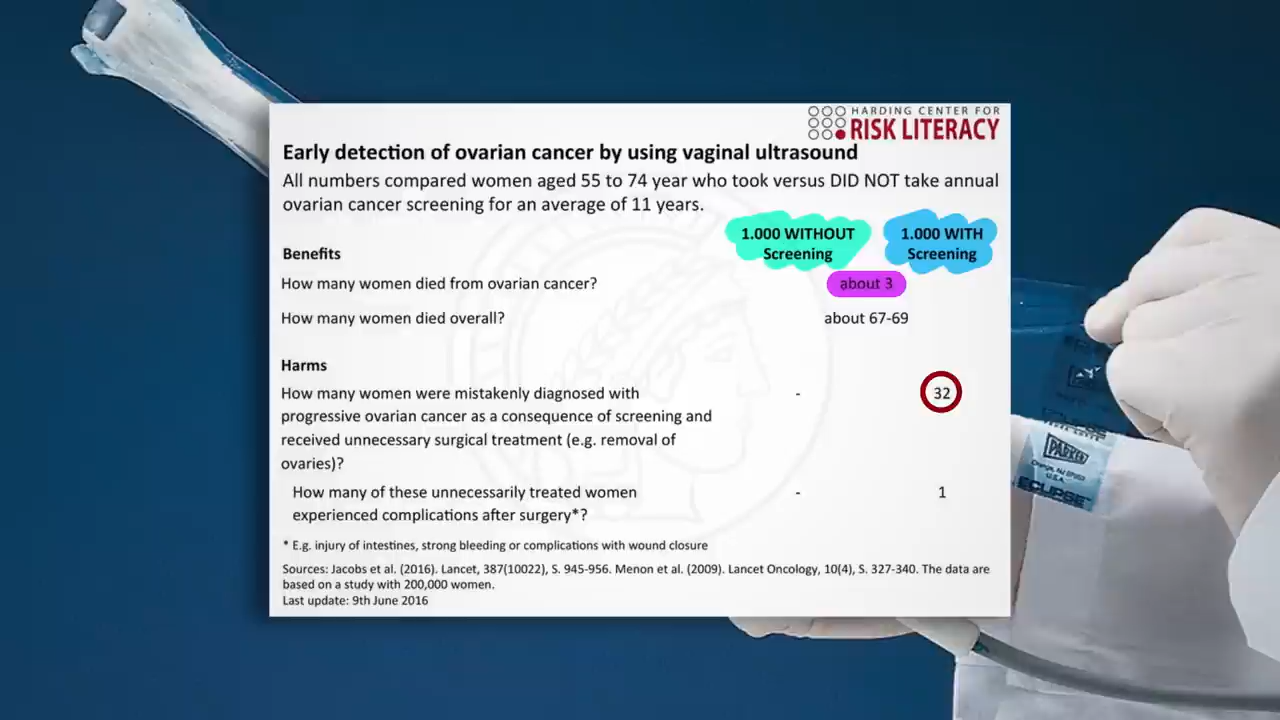 HARDING CENTER FOR
RISK LITERACY
Early detection of ovarian cancer by using vaginal ultrasound
All numbers compared women aged 55 to 74 year who took versus DID NOT take annual
ovarian cancer screening for an average of 11 years.
1.000 WITHOUT
Screening
1.000 WITH
Screening
Benefits
How many women died from ovarian cancer?
about 3
How many women died overall?
about 67-69
Harms
How many women were mistakenly diagnosed with
progressive ovarian cancer as a consequence of screening and
received unnecessary surgical treatment (e.g. removal of
ovaries)?
-
32
How many of these unnecessarily treated women
experienced complications after surgery*?
-
1
* E.g. injury of intestines, strong bleeding or complications with wound closure
Sources: Jacobs et al. (2016). Lancet, 387(10022), S. 945-956. Menon et al. (2009). Lancet Oncology, 10(4), S. 327-340. The data are
based on a study with 200,000 women.
Last update: 9th June 2016
PARKER
U.S.A.
ECLIPSE